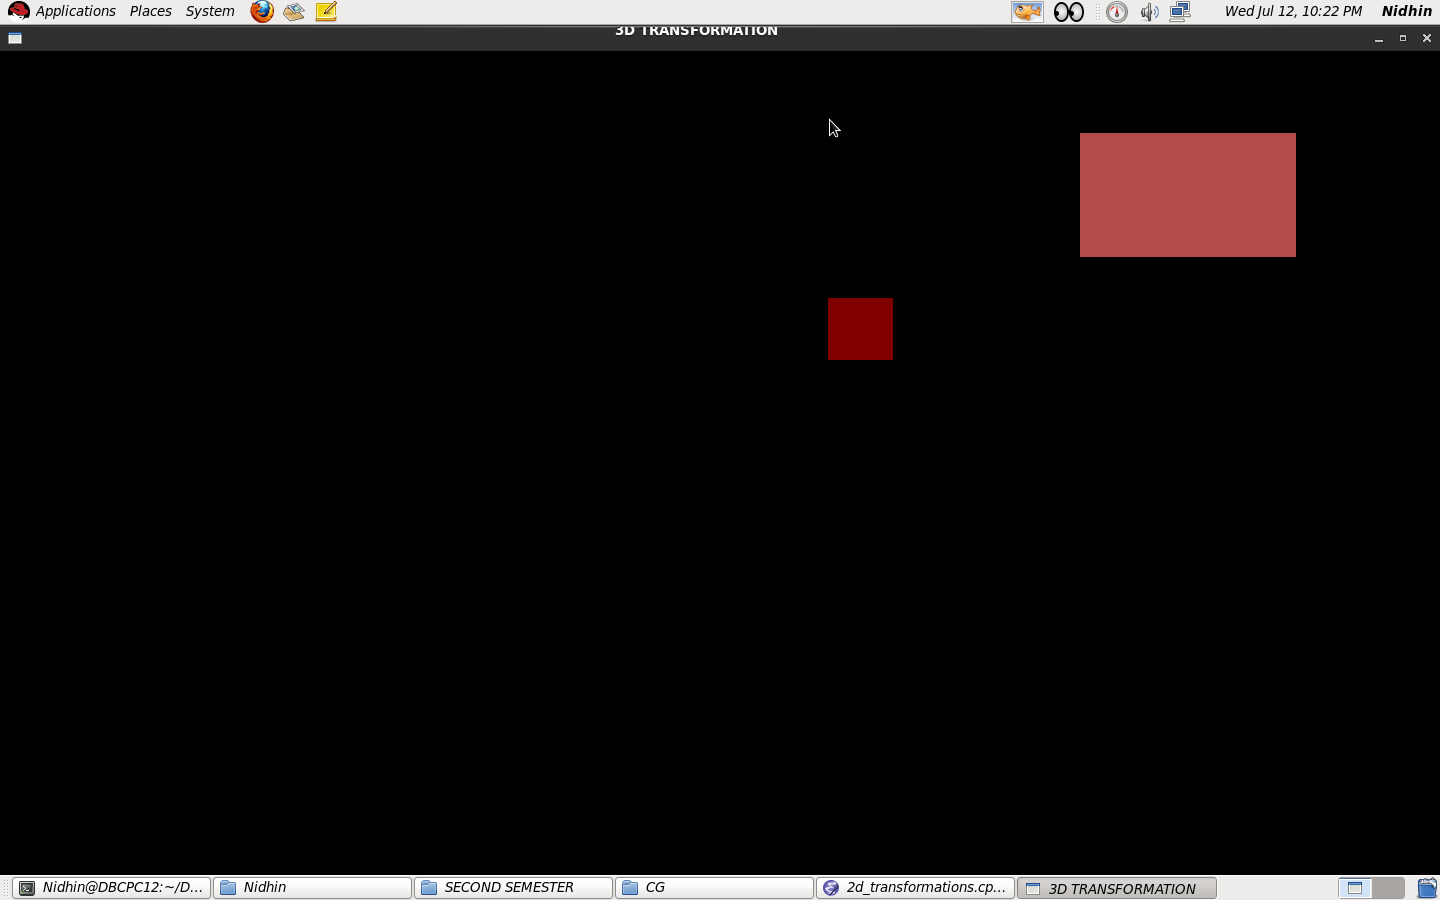 Applications Places System Wed Jul 12, 10:22 PM Nidhin
3D TRANSFORMATION
Nidhin@DBCPC12:~/D... Nidhin SECOND SEMESTER CG 2d_transformations.cp... 3D TRANSFORMATION